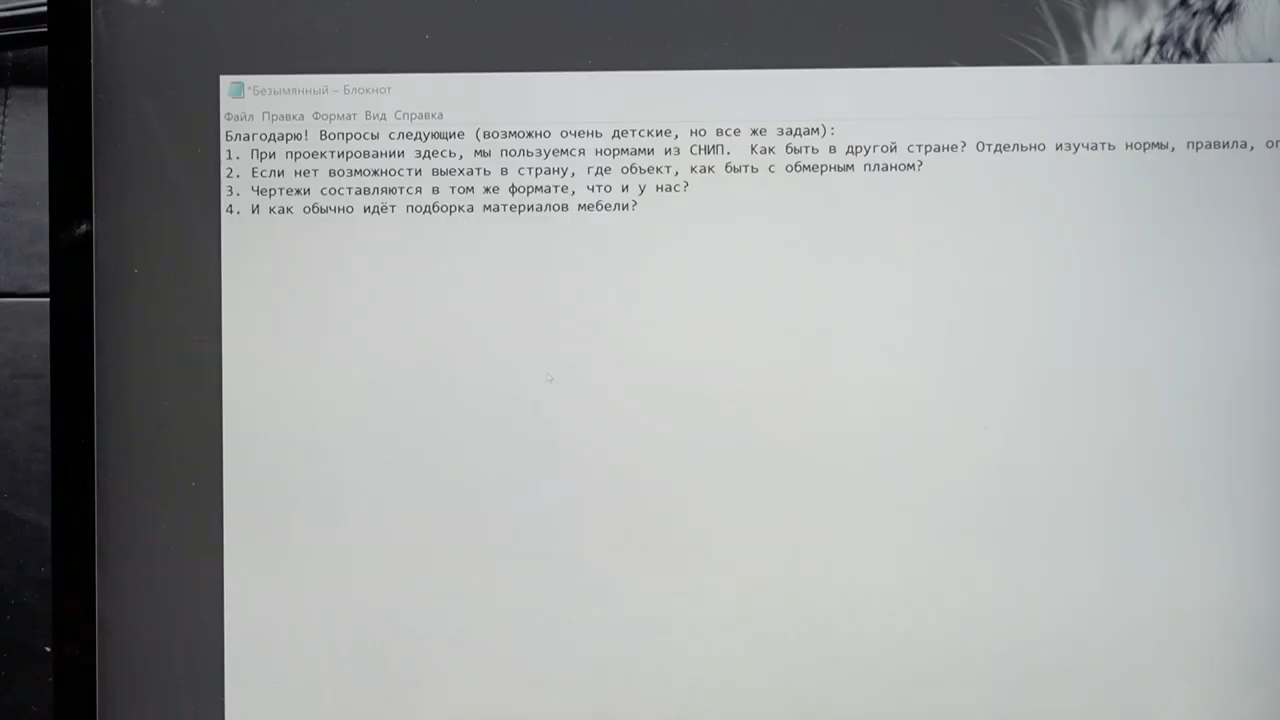 *Безымянный – Блокнот
Файл Правка Формат Вид Справка
Благодарю! Вопросы следующие (возможно очень детские, но все же задам):
1. При проектировании здесь, мы пользуемся нормами из СНИП. Как быть в другой стране? Отдельно изучать нормы, правила,
2. Если нет возможности выехать в страну, где объект, как быть с обмерным планом?
3. Чертежи составляются в том же формате, что и у нас?
4. И как обычно идёт подборка материалов мебели?